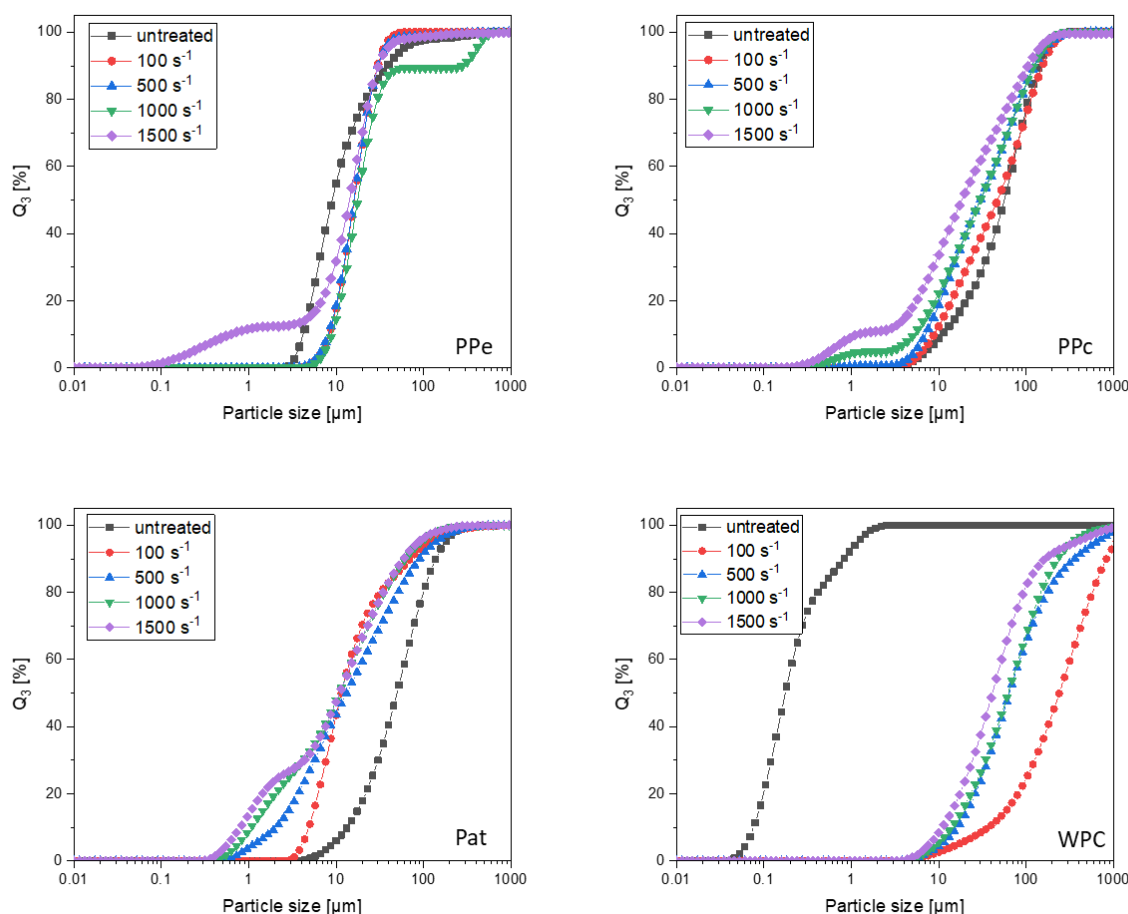 untreated
100 s⁻¹
500 s⁻¹
1000 s⁻¹
1500 s⁻¹
100
80
60
40
20
0
Q₃ [%]
PPe
0.01 0.1 1 10 100 1000
Particle size [µm]
untreated
100 s⁻¹
500 s⁻¹
1000 s⁻¹
1500 s⁻¹
100
80
60
40
20
0
Q₃ [%]
PPc
0.01 0.1 1 10 100 1000
Particle size [µm]
untreated
100 s⁻¹
500 s⁻¹
1000 s⁻¹
1500 s⁻¹
100
80
60
40
20
0
Q₃ [%]
Pat
0.01 0.1 1 10 100 1000
Particle size [µm]
untreated
100 s⁻¹
500 s⁻¹
1000 s⁻¹
1500 s⁻¹
100
80
60
40
20
0
Q₃ [%]
WPC
0.01 0.1 1 10 100 1000
Particle size [µm]